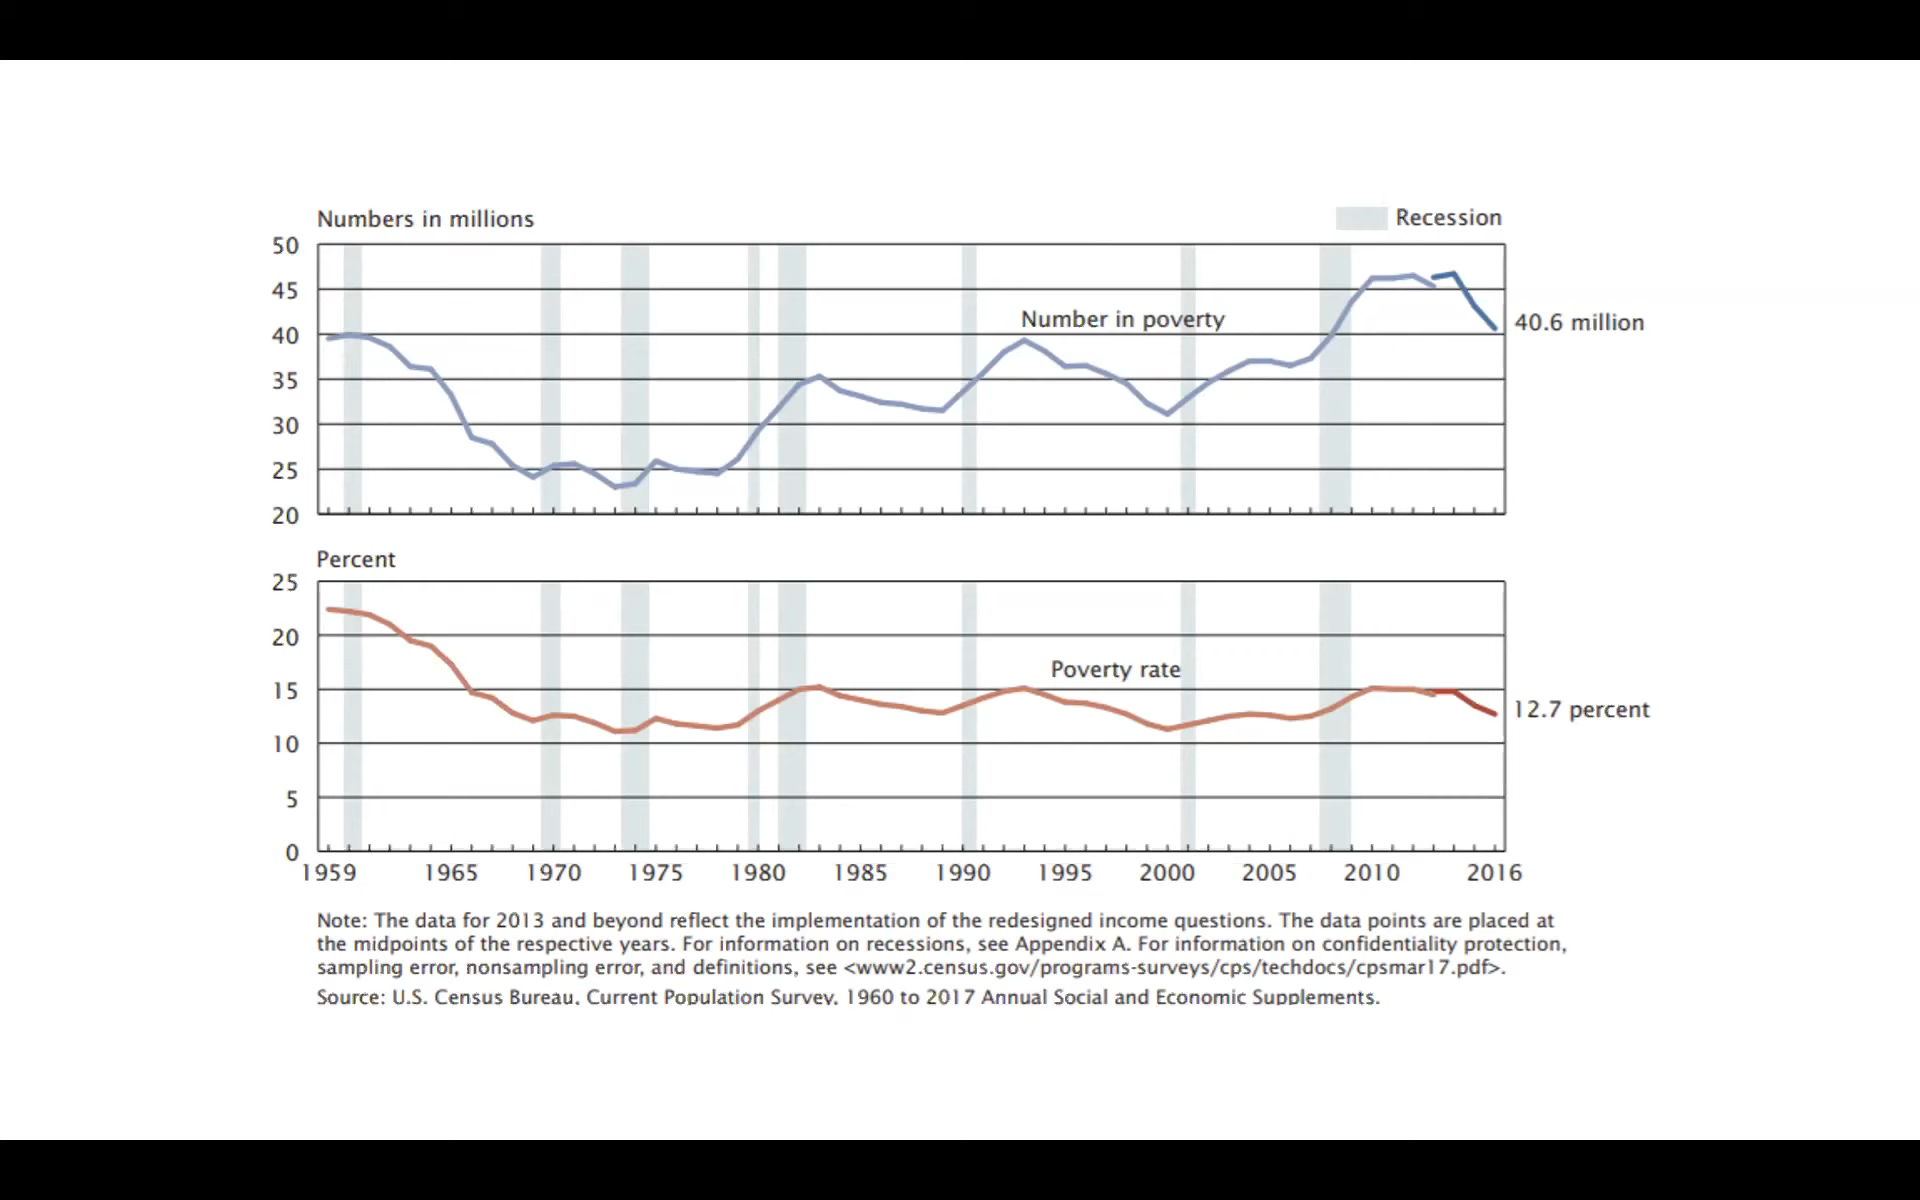 Numbers in millions
Recession
50
45
40
35
30
25
20
Number in poverty
40.6 million
Percent
25
20
15
10
5
0
Poverty rate
12.7 percent
1959 1965 1970 1975 1980 1985 1990 1995 2000 2005 2010 2016
Note: The data for 2013 and beyond reflect the implementation of the redesigned income questions. The data points are placed at
the midpoints of the respective years. For information on recessions, see Appendix A. For information on confidentiality protection,
sampling error, nonsampling error, and definitions, see <www2.census.gov/programs-surveys/cps/techdocs/cpsmar17.pdf>.
Source: U.S. Census Bureau, Current Population Survey, 1960 to 2017 Annual Social and Economic Supplements.